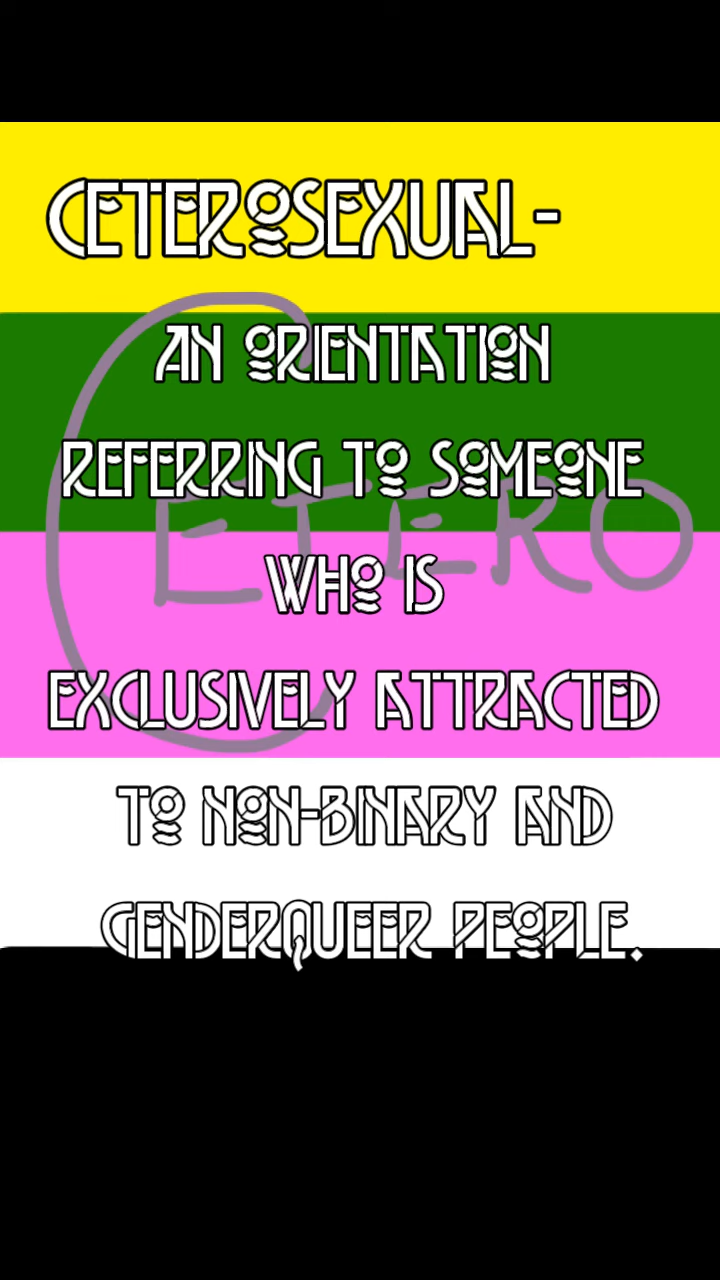 CETEROSEXUAL-
AN ORIENTATION
REFERRING TO SOMEONE
CETERO
WHO IS
EXCLUSIVELY ATTRACTED
TO NON-BINARY AND
GENDERQUEER PEOPLE.